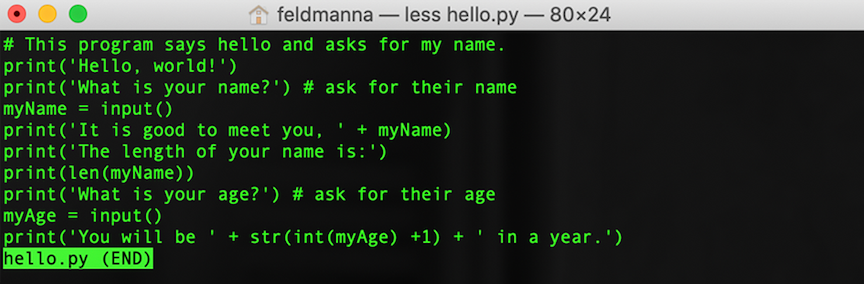 feldmanna — less hello.py — 80×24
# This program says hello and asks for my name.
print('Hello, world!')
print('What is your name?') # ask for their name
myName = input()
print('It is good to meet you, ' + myName)
print('The length of your name is:')
print(len(myName))
print('What is your age?') # ask for their age
myAge = input()
print('You will be ' + str(int(myAge) +1) + ' in a year.')
hello.py (END)